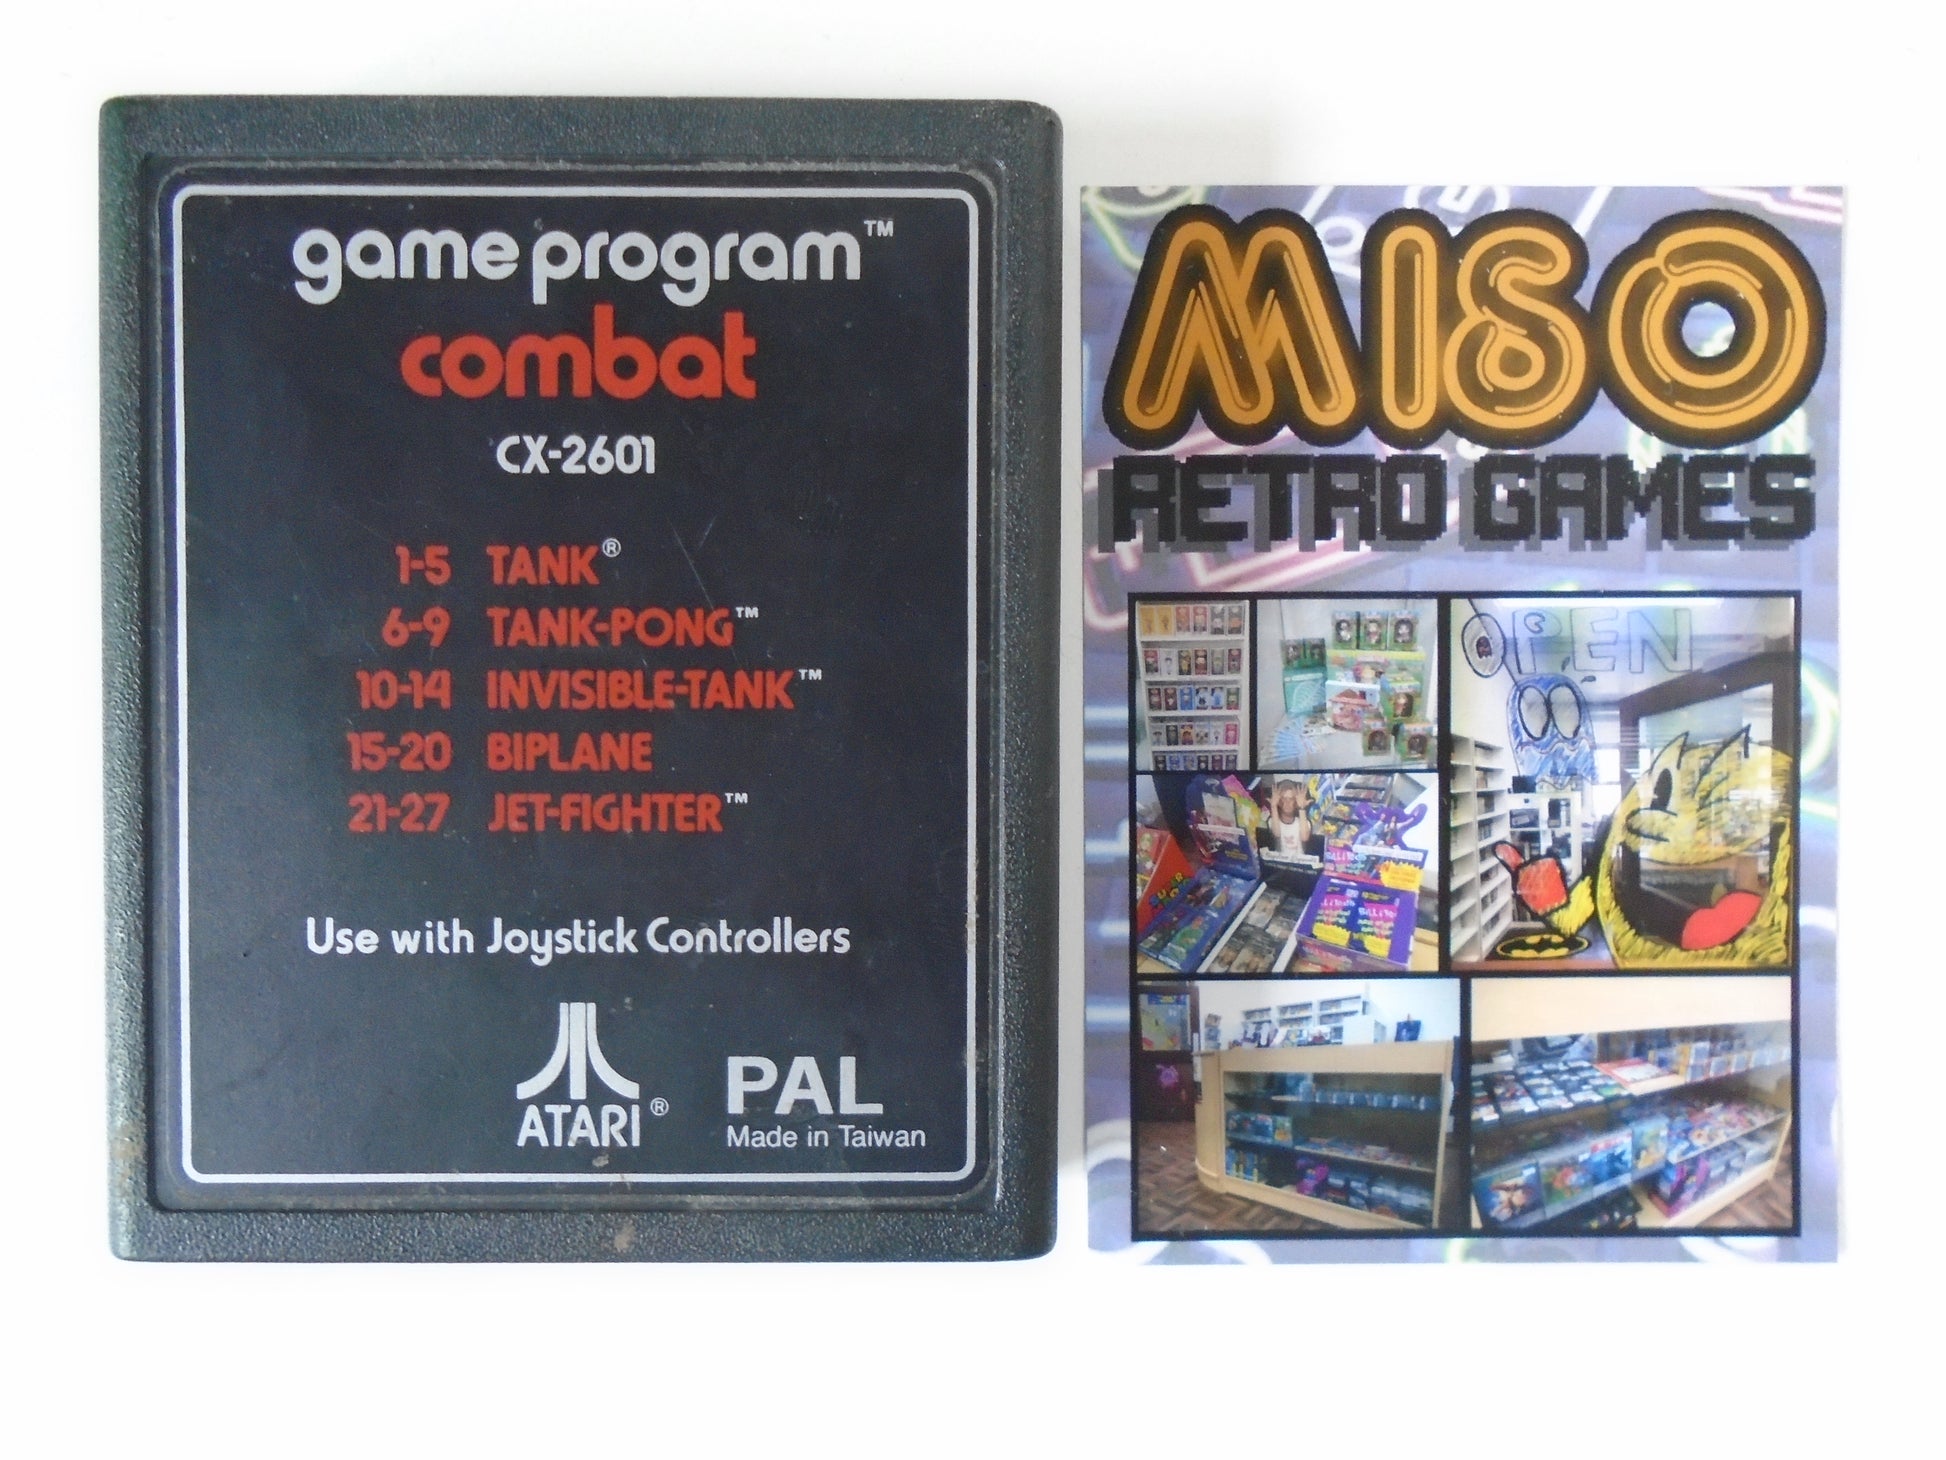 game program™
combat
CX-2601
1-5 TANK®
6-9 TANK-PONG™
10-14 INVISIBLE-TANK™
15-20 BIPLANE
21-27 JET-FIGHTER™
Use with Joystick Controllers
ATARI®
PAL
Made in Taiwan
MISO
RETRO GAMES
OPEN